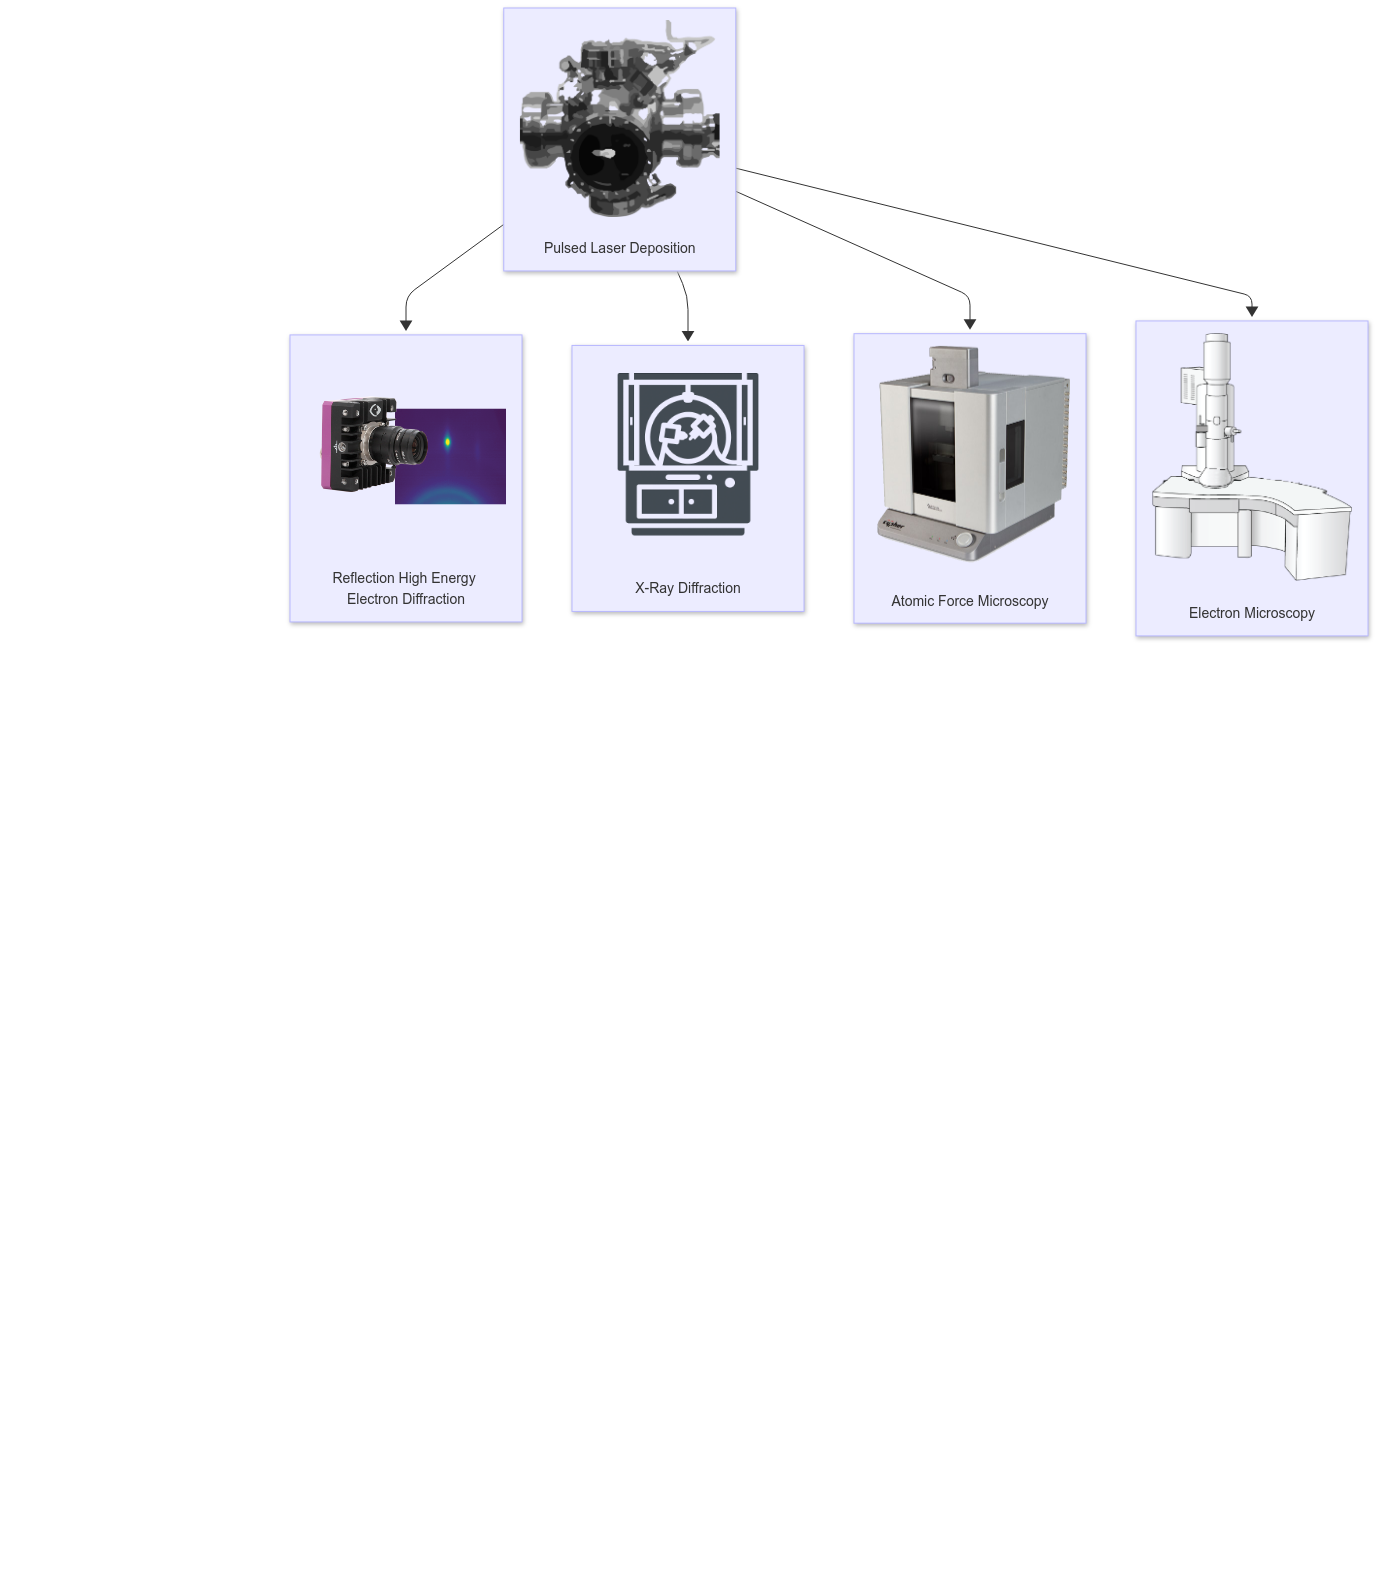 Pulsed Laser Deposition
Reflection High Energy
Electron Diffraction
X-Ray Diffraction
Atomic Force Microscopy
Electron Microscopy